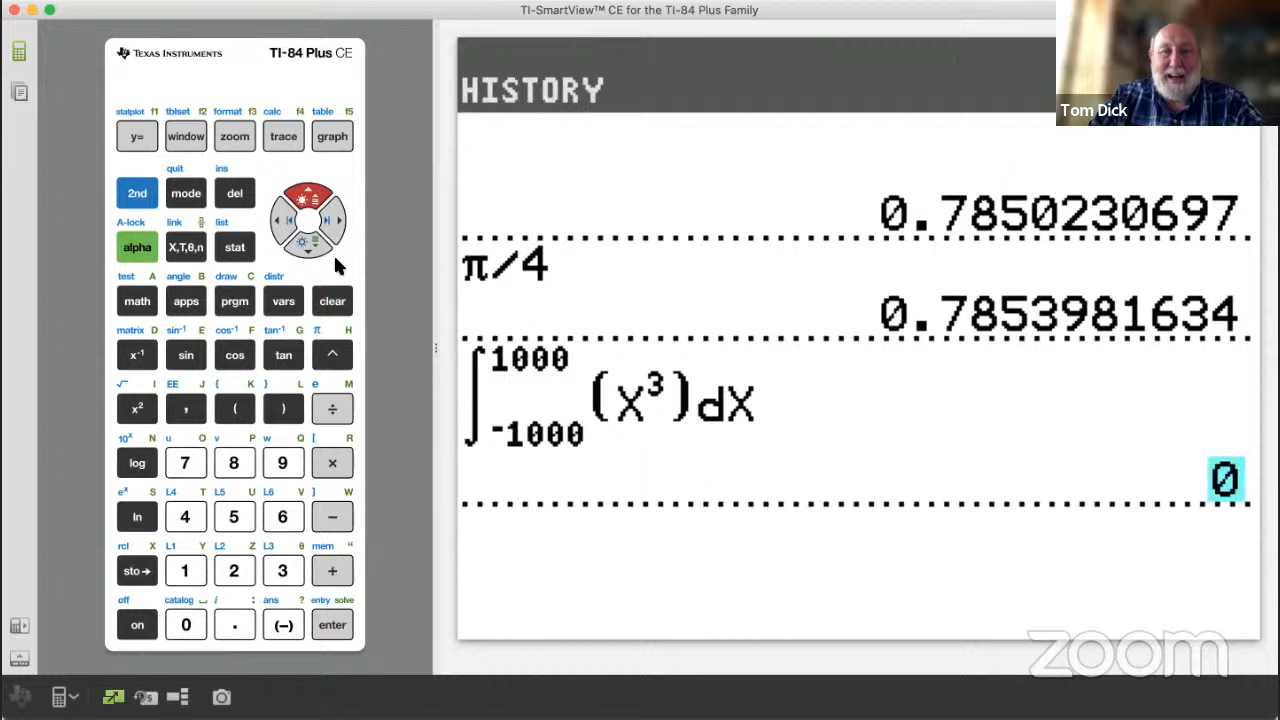 TI-SmartView™ CE for the TI-84 Plus Family
TEXAS INSTRUMENTS TI-84 Plus CE
statplot f1 tblset f2 format f3 calc f4 table f5
y= window zoom trace graph
quit ins
2nd mode del
A-lock link list
alpha X,T,θ,n stat
test A angle B draw C distr
math apps prgm vars clear
matrix D sin⁻¹ E cos⁻¹ F tan⁻¹ G π H
x⁻¹ sin cos tan ^
√ I EE J { K } L e M
x² , ( ) ÷
10ˣ N u O v P w Q [ R
log 7 8 9 ×
eˣ S L4 T L5 U L6 V ] W
ln 4 5 6 −
rcl X L1 Y L2 Z L3 θ mem "
sto→ 1 2 3 +
off catalog ⎵ i : ans ? entry solve
on 0 . (–) enter
HISTORY
0.7850230697
π/4
0.7853981634
∫ 1000 -1000 (X³)dX
0
Tom Dick
zoom